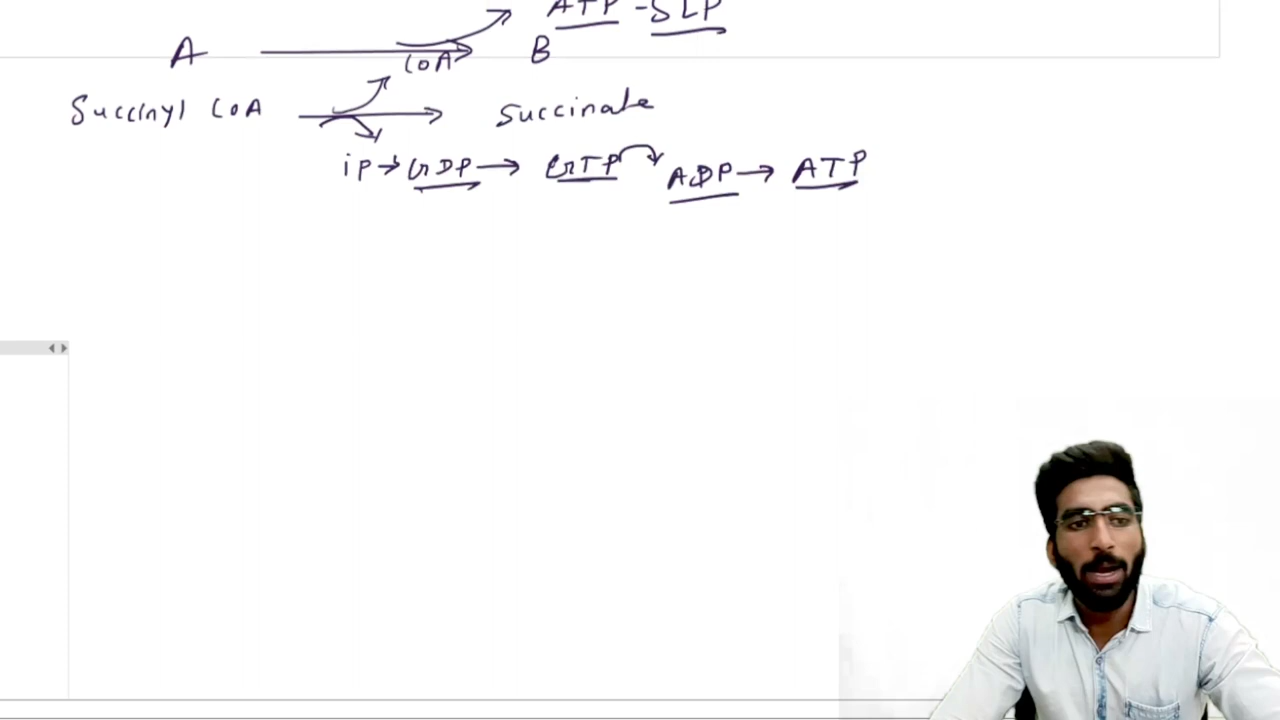 ATP - SLP
A → B
CoA
Succinyl CoA → Succinate
iP → GDP → GTP ADP → ATP